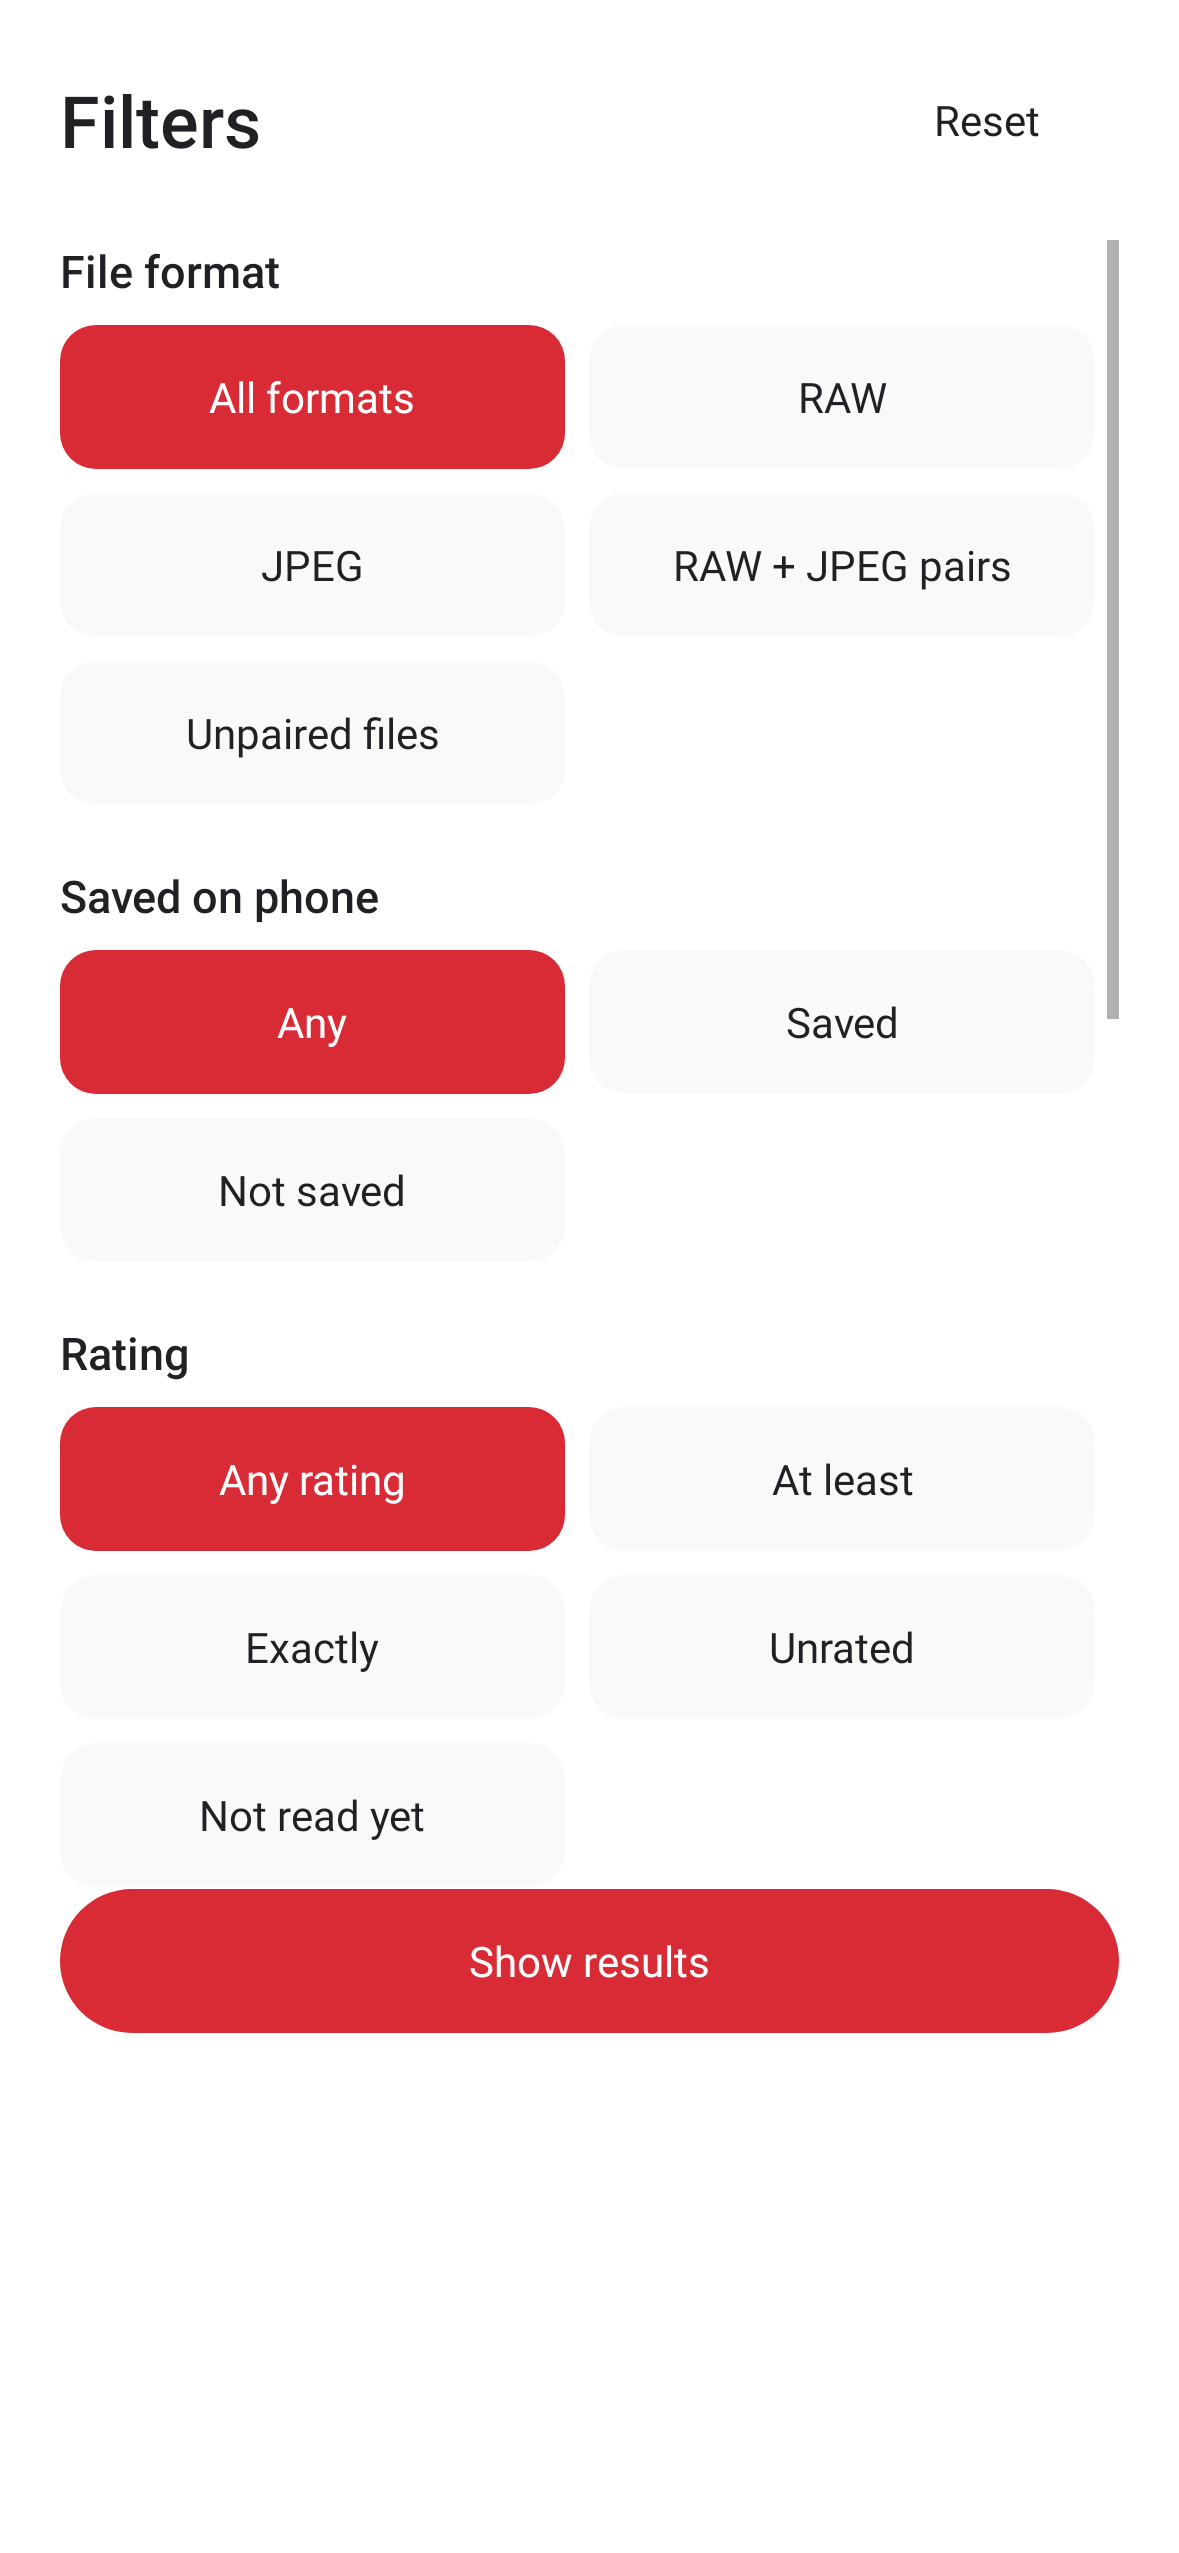 Filters
Reset
File format
All formats
RAW
JPEG
RAW + JPEG pairs
Unpaired files
Saved on phone
Any
Saved
Not saved
Rating
Any rating
At least
Exactly
Unrated
Not read yet
Show results